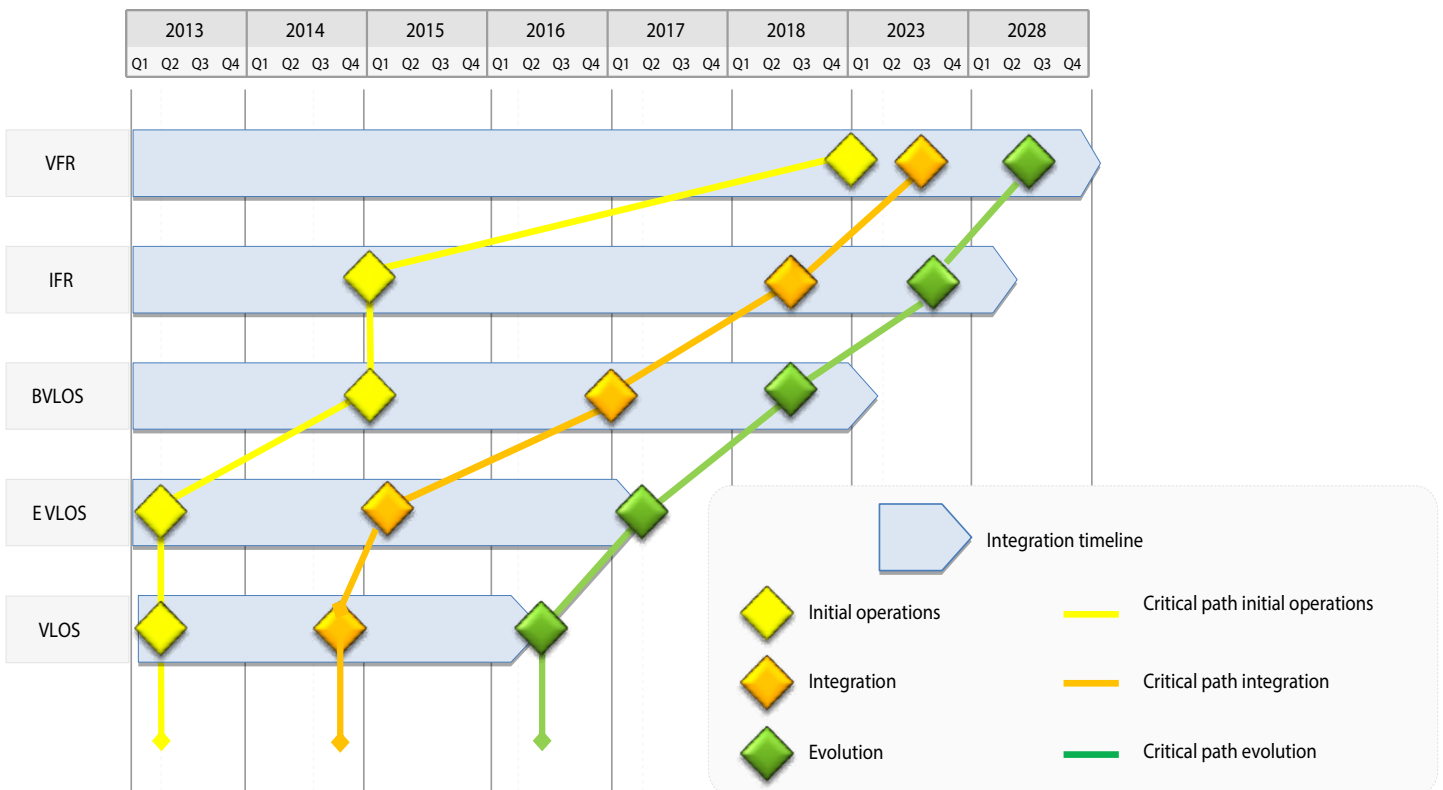 2013 2014 2015 2016 2017 2018 2023 2028
Q1 Q2 Q3 Q4 Q1 Q2 Q3 Q4 Q1 Q2 Q3 Q4 Q1 Q2 Q3 Q4 Q1 Q2 Q3 Q4 Q1 Q2 Q3 Q4 Q1 Q2 Q3 Q4 Q1 Q2 Q3 Q4
VFR
IFR
BVLOS
E VLOS
VLOS
Integration timeline
Initial operations
Critical path initial operations
Integration
Critical path integration
Evolution
Critical path evolution